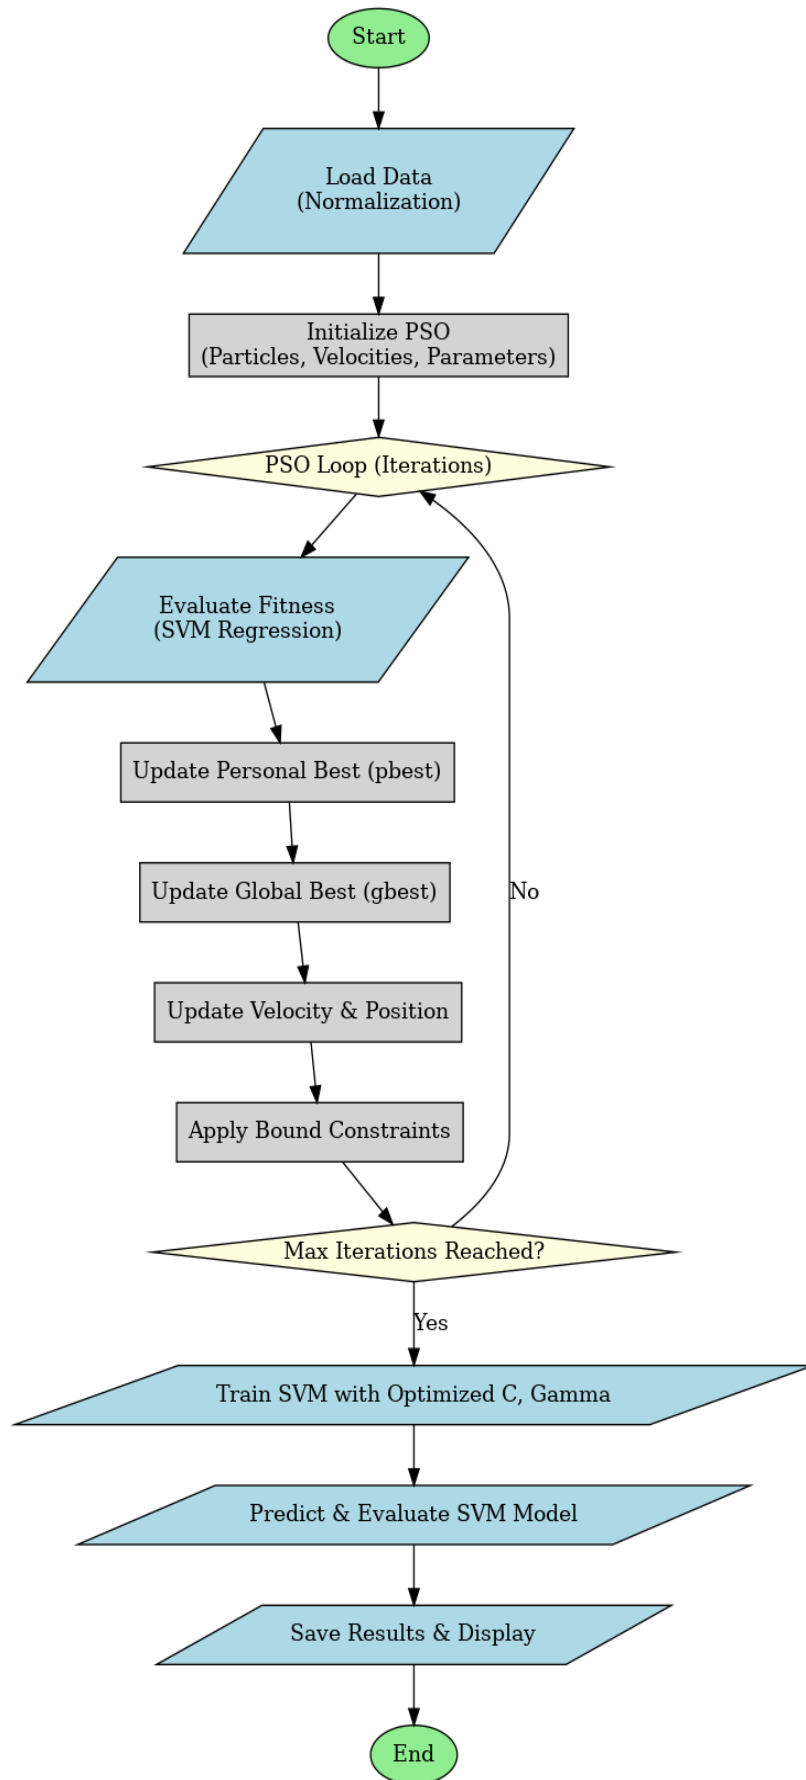 Start
Load Data
(Normalization)
Initialize PSO
(Particles, Velocities, Parameters)
PSO Loop (Iterations)
Evaluate Fitness
(SVM Regression)
Update Personal Best (pbest)
Update Global Best (gbest)
No
Update Velocity & Position
Apply Bound Constraints
Max Iterations Reached?
Yes
Train SVM with Optimized C, Gamma
Predict & Evaluate SVM Model
Save Results & Display
End